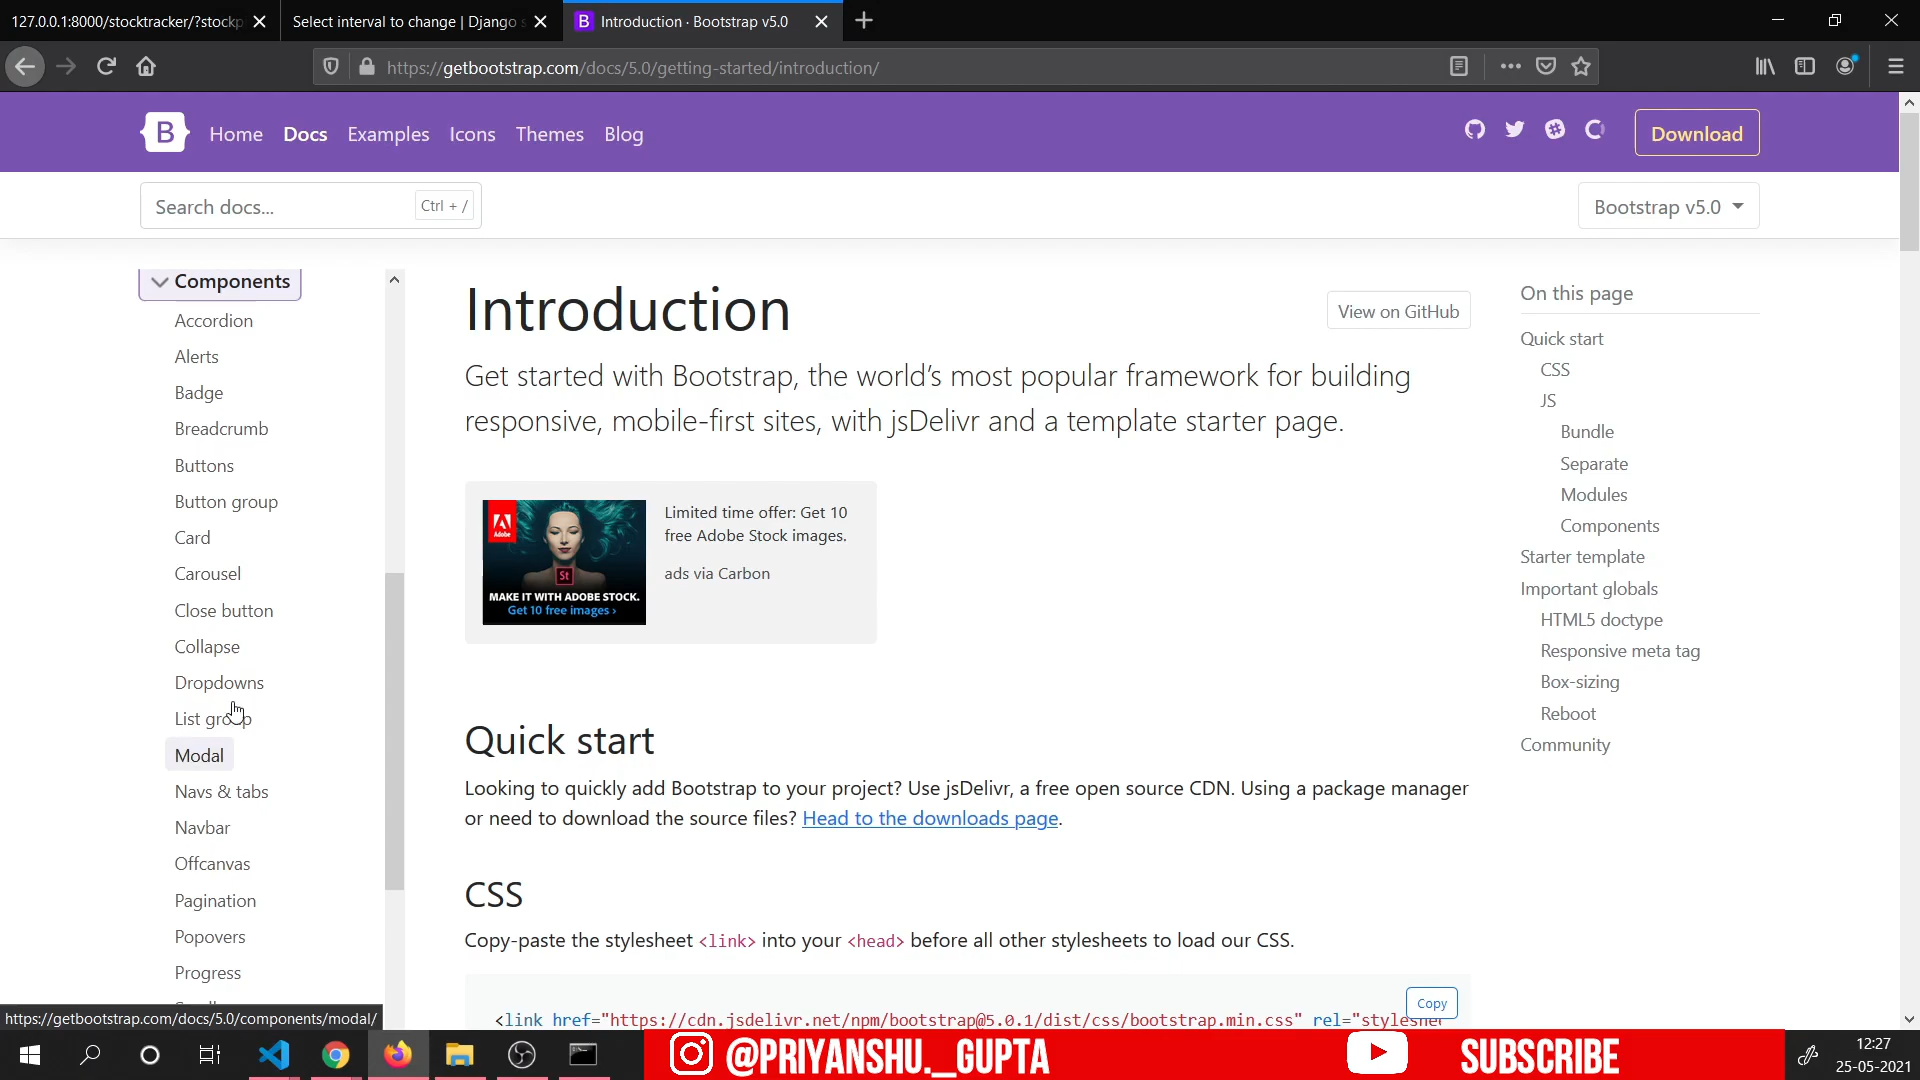 127.0.0.1:8000/stocktracker/?stockp
Select interval to change | Django s
B Introduction · Bootstrap v5.0
https://getbootstrap.com/docs/5.0/getting-started/introduction/
B Home Docs Examples Icons Themes Blog
Download
Search docs...
Ctrl + /
Bootstrap v5.0
Components
Accordion
Alerts
Badge
Breadcrumb
Buttons
Button group
Card
Carousel
Close button
Collapse
Dropdowns
List group
Modal
Navs & tabs
Navbar
Offcanvas
Pagination
Popovers
Progress
https://getbootstrap.com/docs/5.0/components/modal/
Introduction
View on GitHub
Get started with Bootstrap, the world's most popular framework for building
responsive, mobile-first sites, with jsDelivr and a template starter page.
Adobe
St
MAKE IT WITH ADOBE STOCK.
Get 10 free images ›
Limited time offer: Get 10
free Adobe Stock images.
ads via Carbon
Quick start
Looking to quickly add Bootstrap to your project? Use jsDelivr, a free open source CDN. Using a package manager
or need to download the source files? Head to the downloads page.
CSS
Copy-paste the stylesheet <link> into your <head> before all other stylesheets to load our CSS.
Copy
<link href="https://cdn.jsdelivr.net/npm/bootstrap@5.0.1/dist/css/bootstrap.min.css" rel="styleshe
On this page
Quick start
CSS
JS
Bundle
Separate
Modules
Components
Starter template
Important globals
HTML5 doctype
Responsive meta tag
Box-sizing
Reboot
Community
@PRIYANSHU._GUPTA
SUBSCRIBE
12:27
25-05-2021